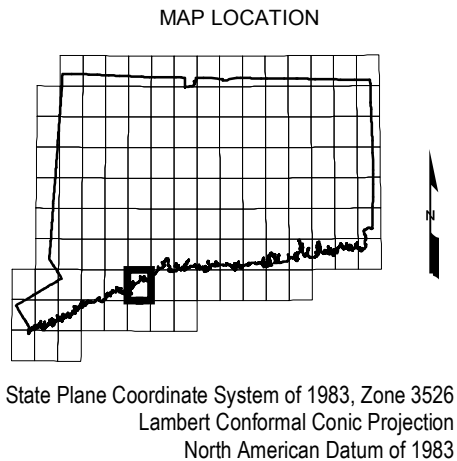 MAP LOCATION
N
State Plane Coordinate System of 1983, Zone 3526
Lambert Conformal Conic Projection
North American Datum of 1983